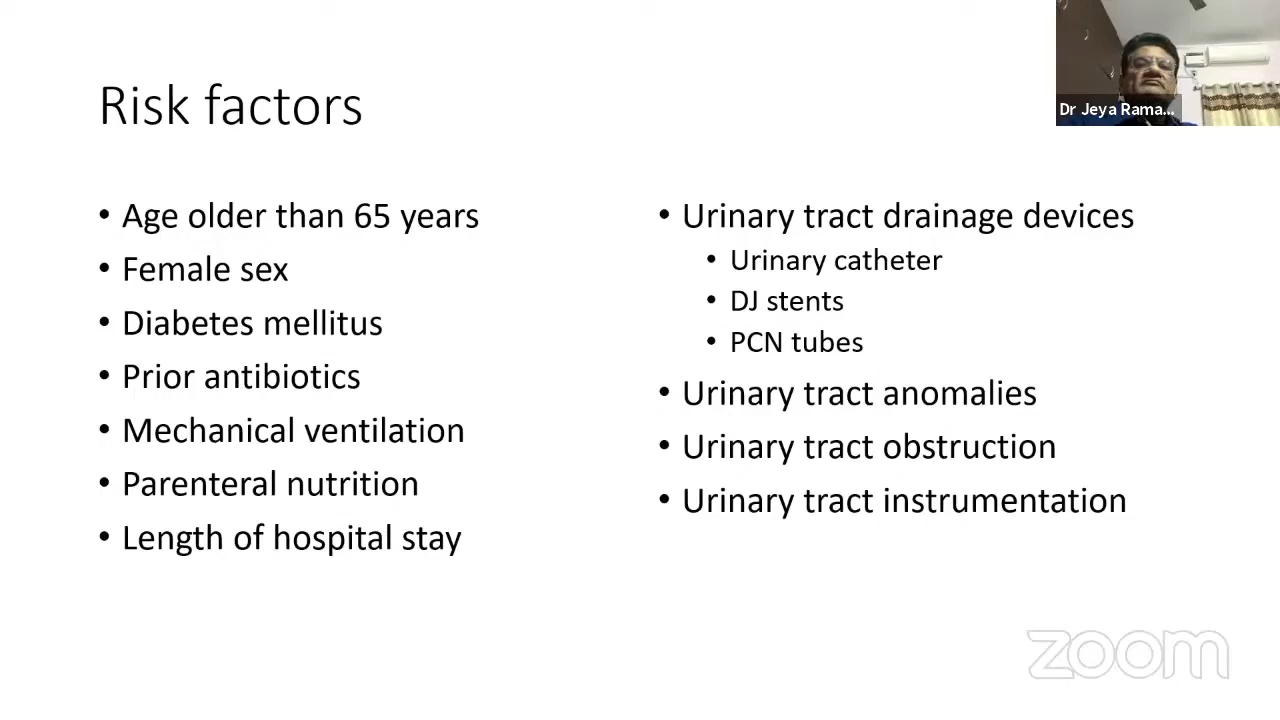 Risk factors
• Age older than 65 years
• Female sex
• Diabetes mellitus
• Prior antibiotics
• Mechanical ventilation
• Parenteral nutrition
• Length of hospital stay
• Urinary tract drainage devices
• Urinary catheter
• DJ stents
• PCN tubes
• Urinary tract anomalies
• Urinary tract obstruction
• Urinary tract instrumentation
Dr Jeya Rama...
zoom